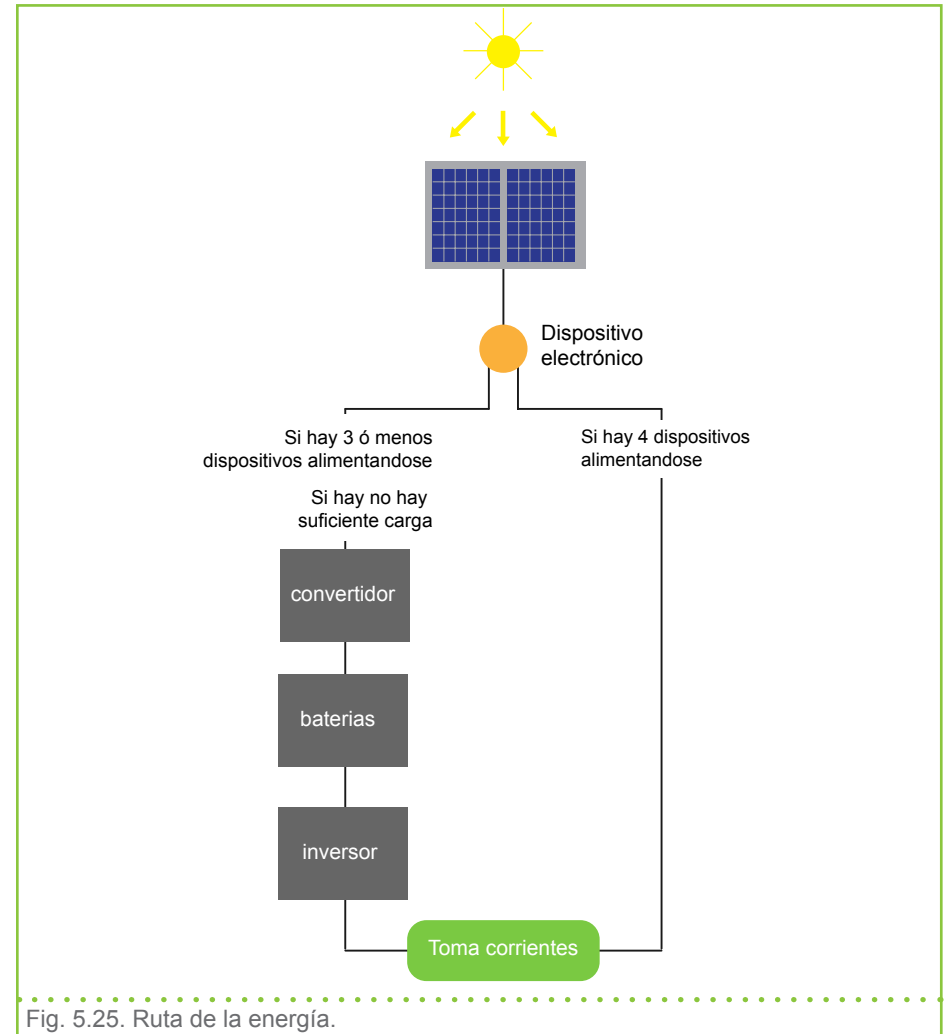 Dispositivo
electrónico
Si hay 3 ó menos
dispositivos alimentandose
Si hay 4 dispositivos
alimentandose
Si hay no hay
suficiente carga
convertidor
baterias
inversor
Toma corrientes
Fig. 5.25. Ruta de la energía.